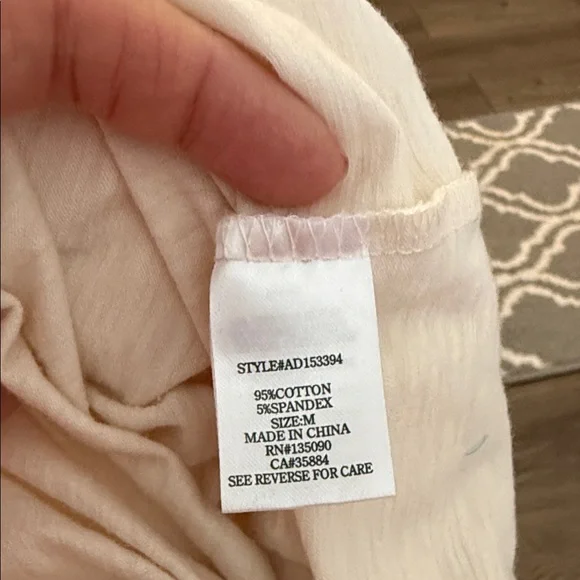 STYLE#AD153394
95%COTTON
5%SPANDEX
SIZE:M
MADE IN CHINA
RN#135090
CA#35884
SEE REVERSE FOR CARE